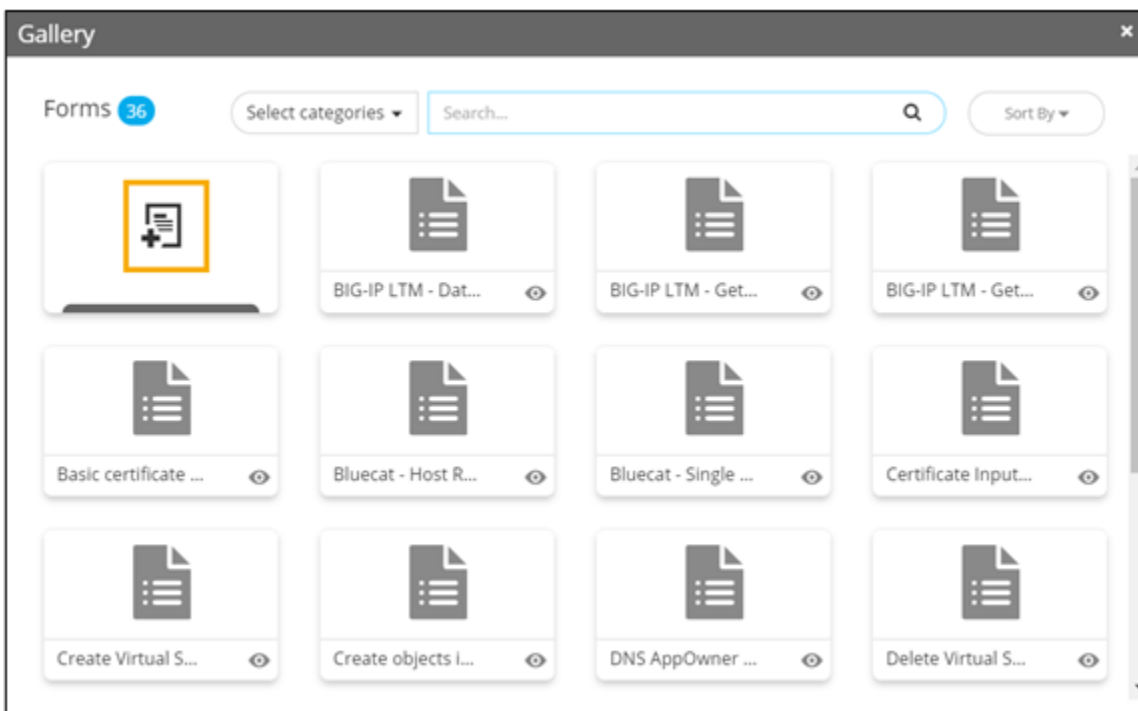 Gallery
Forms 36 Select categories Search... Sort By
BIG-IP LTM - Dat... BIG-IP LTM - Get... BIG-IP LTM - Get...
Basic certificate ... Bluecat - Host R... Bluecat - Single ... Certificate Input...
Create Virtual S... Create objects i... DNS AppOwner ... Delete Virtual S...